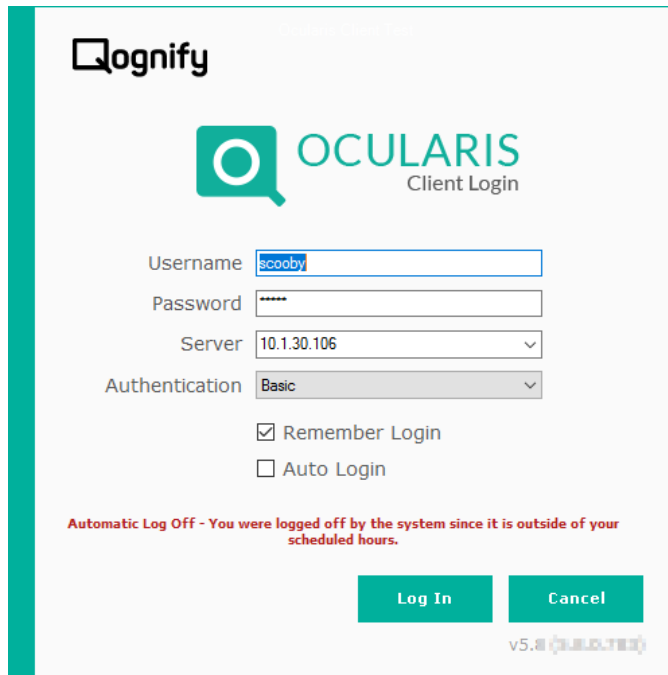 Qognify
OCULARIS
Client Login
Username scooby
Password *****
Server 10.1.30.106
Authentication Basic
Remember Login
Auto Login
Automatic Log Off - You were logged off by the system since it is outside of your
scheduled hours.
Log In Cancel
v5.8